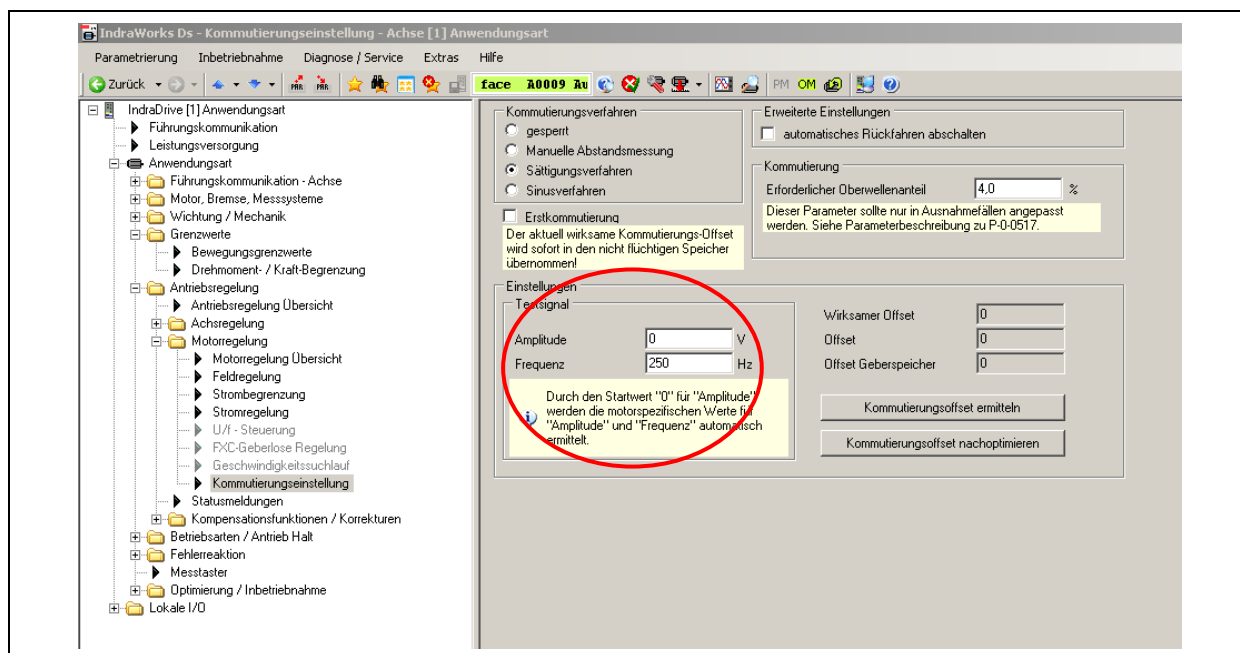 IndraWorks Ds - Kommutierungseinstellung - Achse [1] Anwendungsart
Parametrierung Inbetriebnahme Diagnose / Service Extras Hilfe
Zurück PAR. PAR. face A0009 Au PM OM
IndraDrive [1] Anwendungsart
Führungskommunikation
Leistungsversorgung
Anwendungsart
Führungskommunikation - Achse
Motor, Bremse, Messsysteme
Wichtung / Mechanik
Grenzwerte
Bewegungsgrenzwerte
Drehmoment- / Kraft-Begrenzung
Antriebsregelung
Antriebsregelung Übersicht
Achsregelung
Motorregelung
Motorregelung Übersicht
Feldregelung
Strombegrenzung
Stromregelung
U/f - Steuerung
FXC-Geberlose Regelung
Geschwindigkeitssuchlauf
Kommutierungseinstellung
Statusmeldungen
Kompensationsfunktionen / Korrekturen
Betriebsarten / Antrieb Halt
Fehlerreaktion
Messtaster
Optimierung / Inbetriebnahme
Lokale I/O
Kommutierungsverfahren
gesperrt
Manuelle Abstandsmessung
Sättigungsverfahren
Sinusverfahren
Erstkommutierung
Der aktuell wirksame Kommutierungs-Offset
wird sofort in den nicht flüchtigen Speicher
übernommen!
Erweiterte Einstellungen
automatisches Rückfahren abschalten
Kommutierung
Erforderlicher Oberwellenanteil 4,0 %
Dieser Parameter sollte nur in Ausnahmefällen angepasst
werden. Siehe Parameterbeschreibung zu P-0-0517.
Einstellungen
Testsignal
Amplitude 0 V
Frequenz 250 Hz
Durch den Startwert "0" für "Amplitude"
werden die motorspezifischen Werte für
"Amplitude" und "Frequenz" automatisch
ermittelt.
Wirksamer Offset 0
Offset 0
Offset Geberspeicher 0
Kommutierungsoffset ermitteln
Kommutierungsoffset nachoptimieren